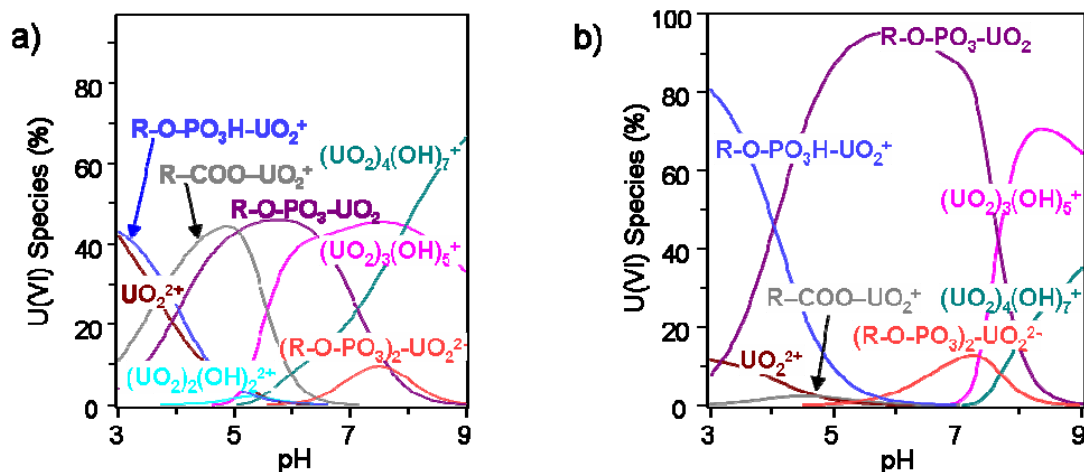 a)
U(VI) Species (%)
80
60
40
20
0
R-O-PO₃H-UO₂⁺
R-COO-UO₂⁺
(UO₂)₄(OH)₇⁺
R-O-PO₃-UO₂
(UO₂)₃(OH)₅⁺
UO₂²⁺
(R-O-PO₃)₂-UO₂²⁻
(UO₂)₂(OH)₂²⁺
3 5 7 9
pH
b)
U(VI) Species (%)
100
80
60
40
20
0
R-O-PO₃-UO₂
R-O-PO₃H-UO₂⁺
(UO₂)₃(OH)₅⁺
R-COO-UO₂⁺
(UO₂)₄(OH)₇⁺
(R-O-PO₃)₂-UO₂²⁻
UO₂²⁺
3 5 7 9
pH